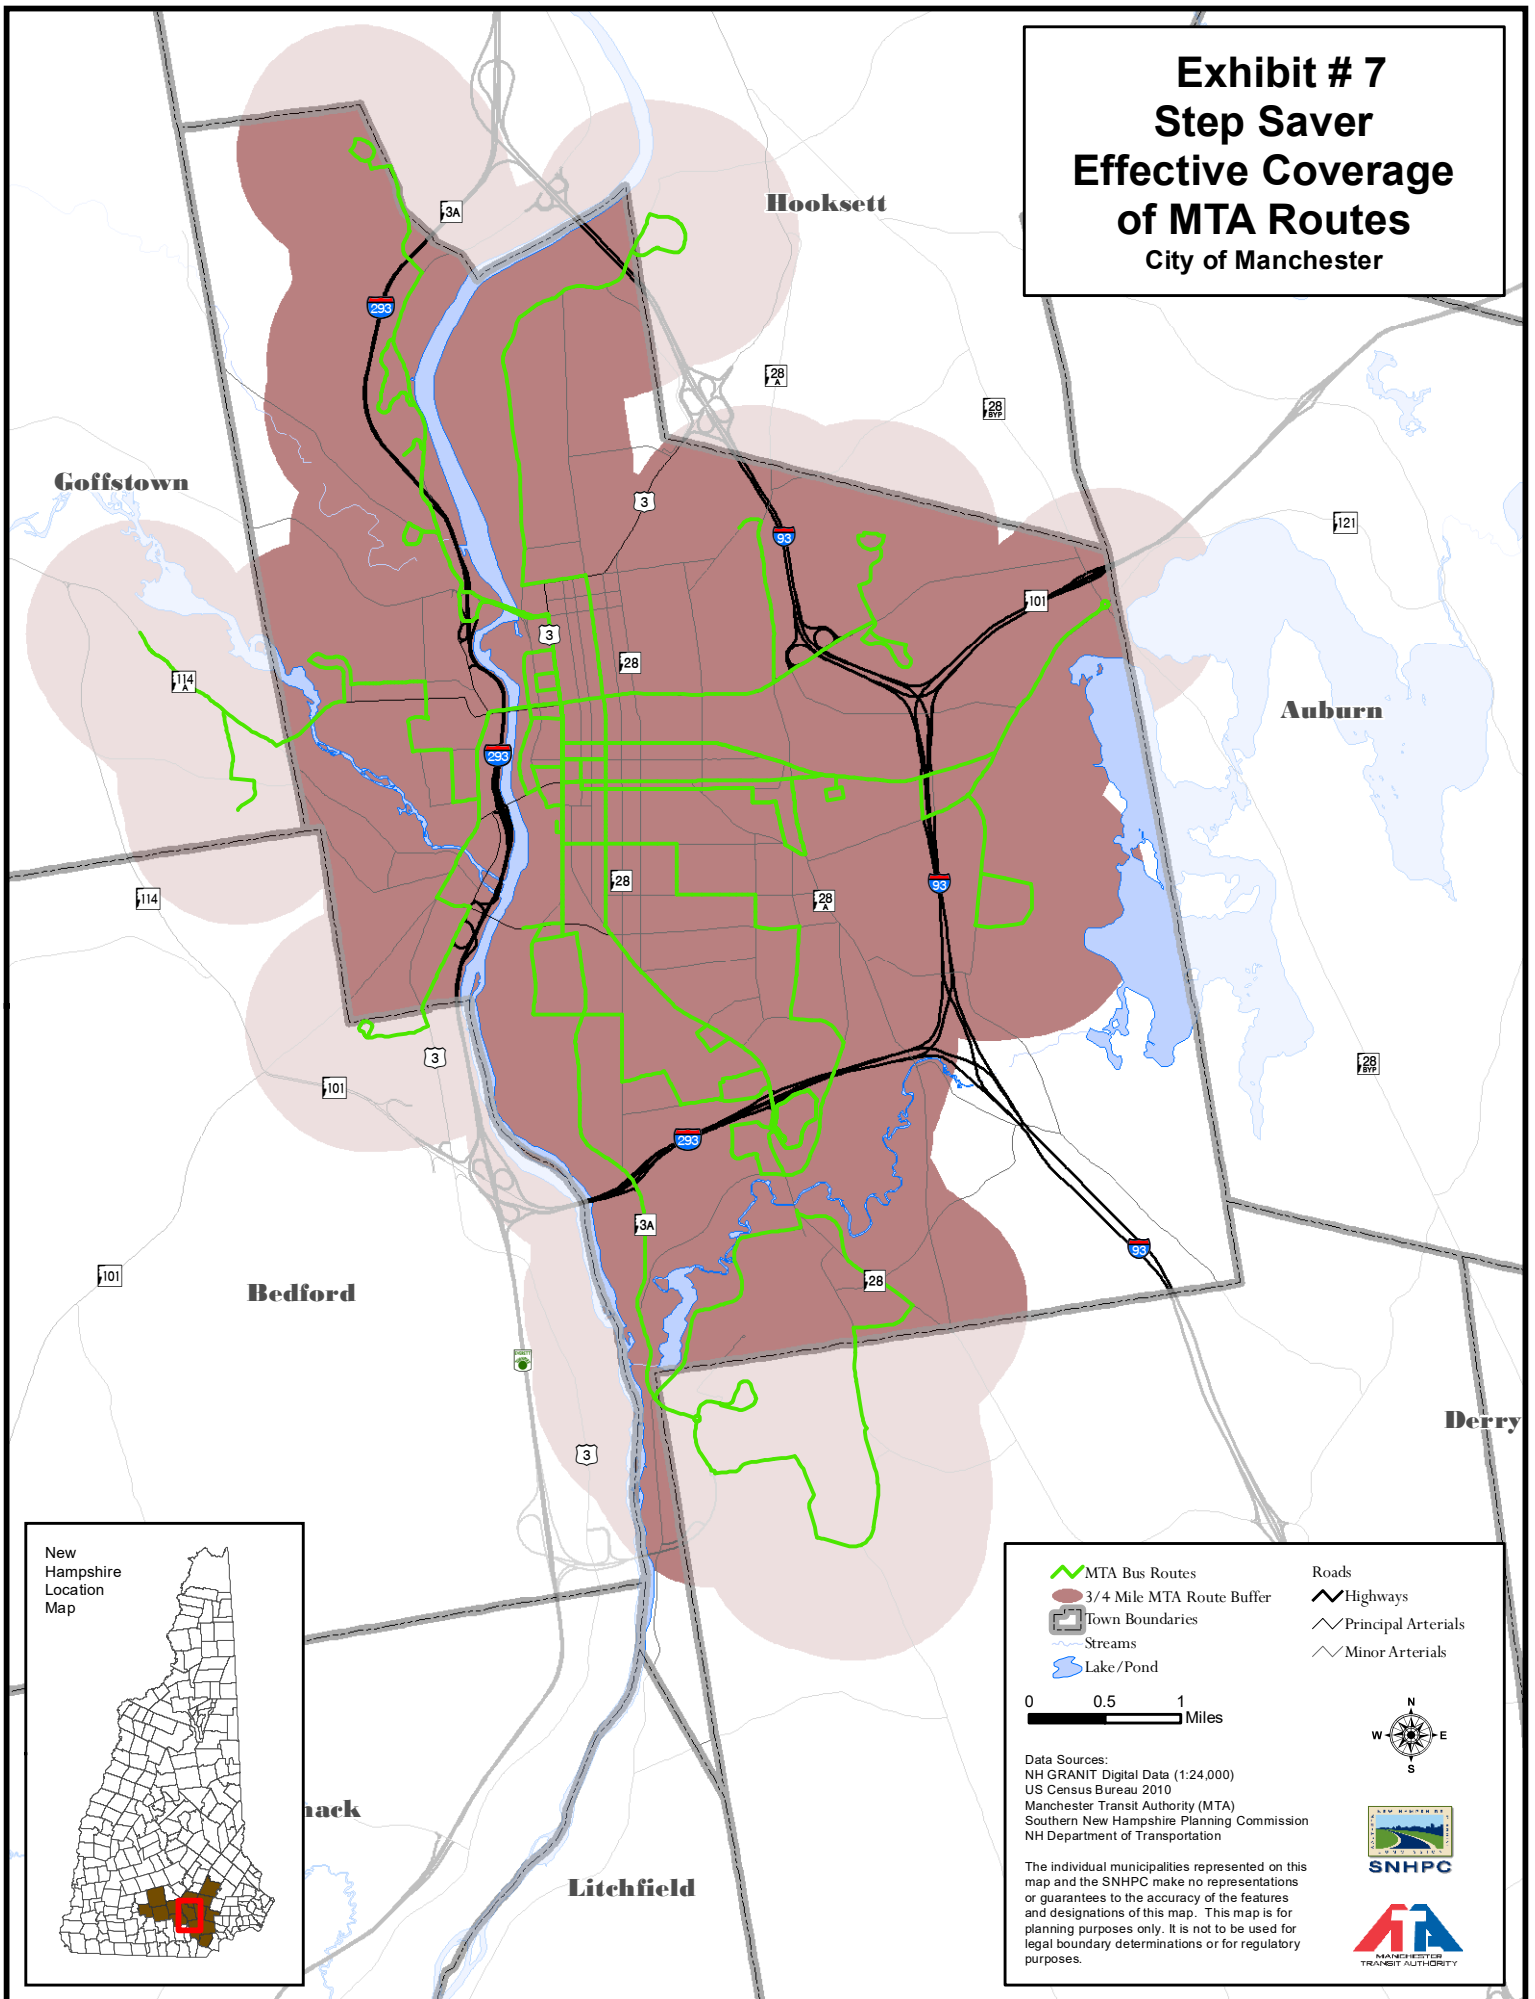 Exhibit # 7
Step Saver
Effective Coverage
of MTA Routes
City of Manchester
Hooksett
3A
293
28
A
28
BYP
Goffstown
3
121
93
101
3
28
114
A
Auburn
293
114
28
28
A
93
3
101
28
BYP
293
3A
93
101
28
Bedford
Derry
3
New
Hampshire
Location
Map
MTA Bus Routes
3/4 Mile MTA Route Buffer
Town Boundaries
Streams
Lake/Pond
Roads
Highways
Principal Arterials
Minor Arterials
0 0.5 1
Miles
N
W E
S
Data Sources:
NH GRANIT Digital Data (1:24,000)
US Census Bureau 2010
Manchester Transit Authority (MTA)
Southern New Hampshire Planning Commission
NH Department of Transportation
The individual municipalities represented on this
map and the SNHPC make no representations
or guarantees to the accuracy of the features
and designations of this map. This map is for
planning purposes only. It is not to be used for
legal boundary determinations or for regulatory
purposes.
SNHPC
MANCHESTER
TRANSIT AUTHORITY
nack
Litchfield